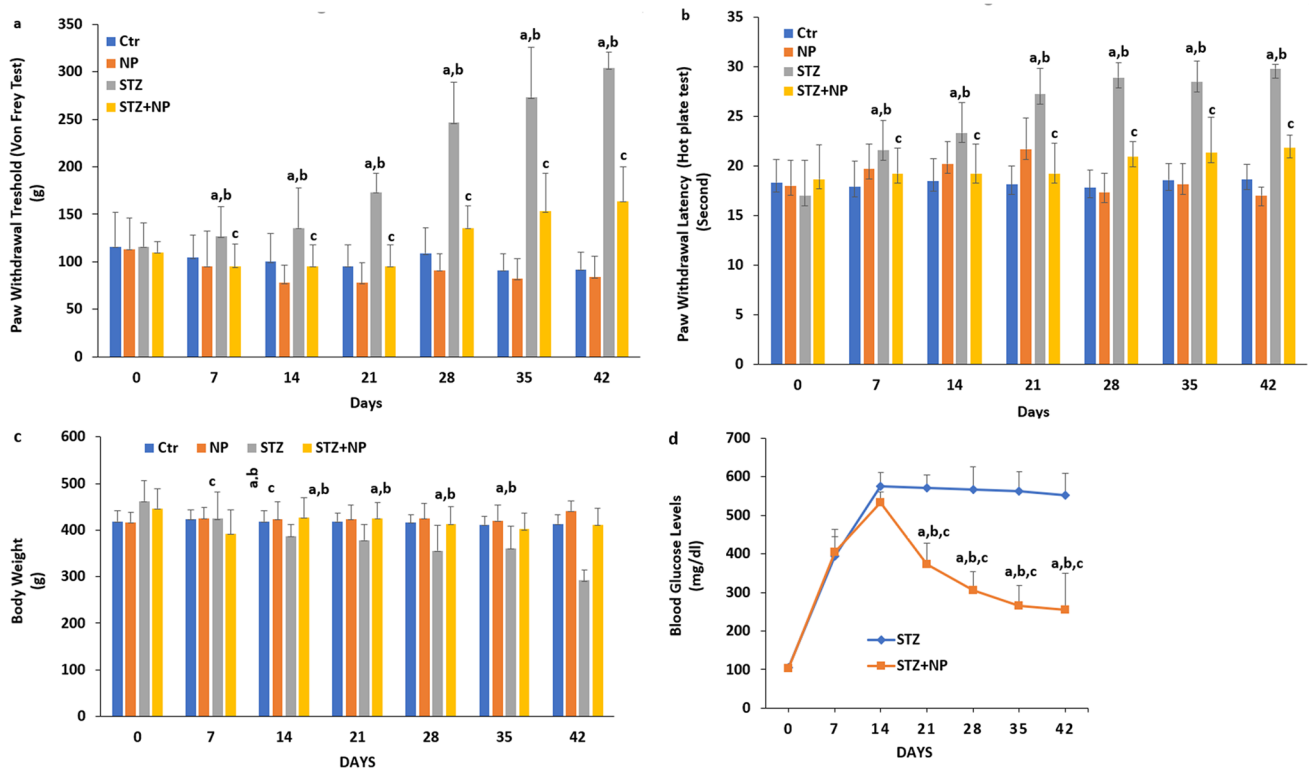 a
Paw Withdrawal Treshold (Von Frey Test)
(g)
350
300
250
200
150
100
50
0
Ctr
NP
STZ
STZ+NP
a,b
a,b
a,b
a,b
a,b
a,b
c
c
c
c
c
c
0 7 14 21 28 35 42
Days
b
Paw Withdrawal Latency (Hot plate test)
(Second)
35
30
25
20
15
10
5
0
Ctr
NP
STZ
STZ+NP
a,b
a,b
a,b
a,b
a,b
a,b
c
c
c
c
c
c
0 7 14 21 28 35 42
Days
c
Body Weight
(g)
600
500
400
300
200
100
0
Ctr NP STZ STZ+NP
c
a.b
c
a,b
a,b
a,b
a,b
0 7 14 21 28 35 42
DAYS
d
Blood Glucose Levels
(mg/dl)
700
600
500
400
300
200
100
0
a,b,c
a,b,c
a,b,c
a,b,c
STZ
STZ+NP
0 7 14 21 28 35 42
DAYS